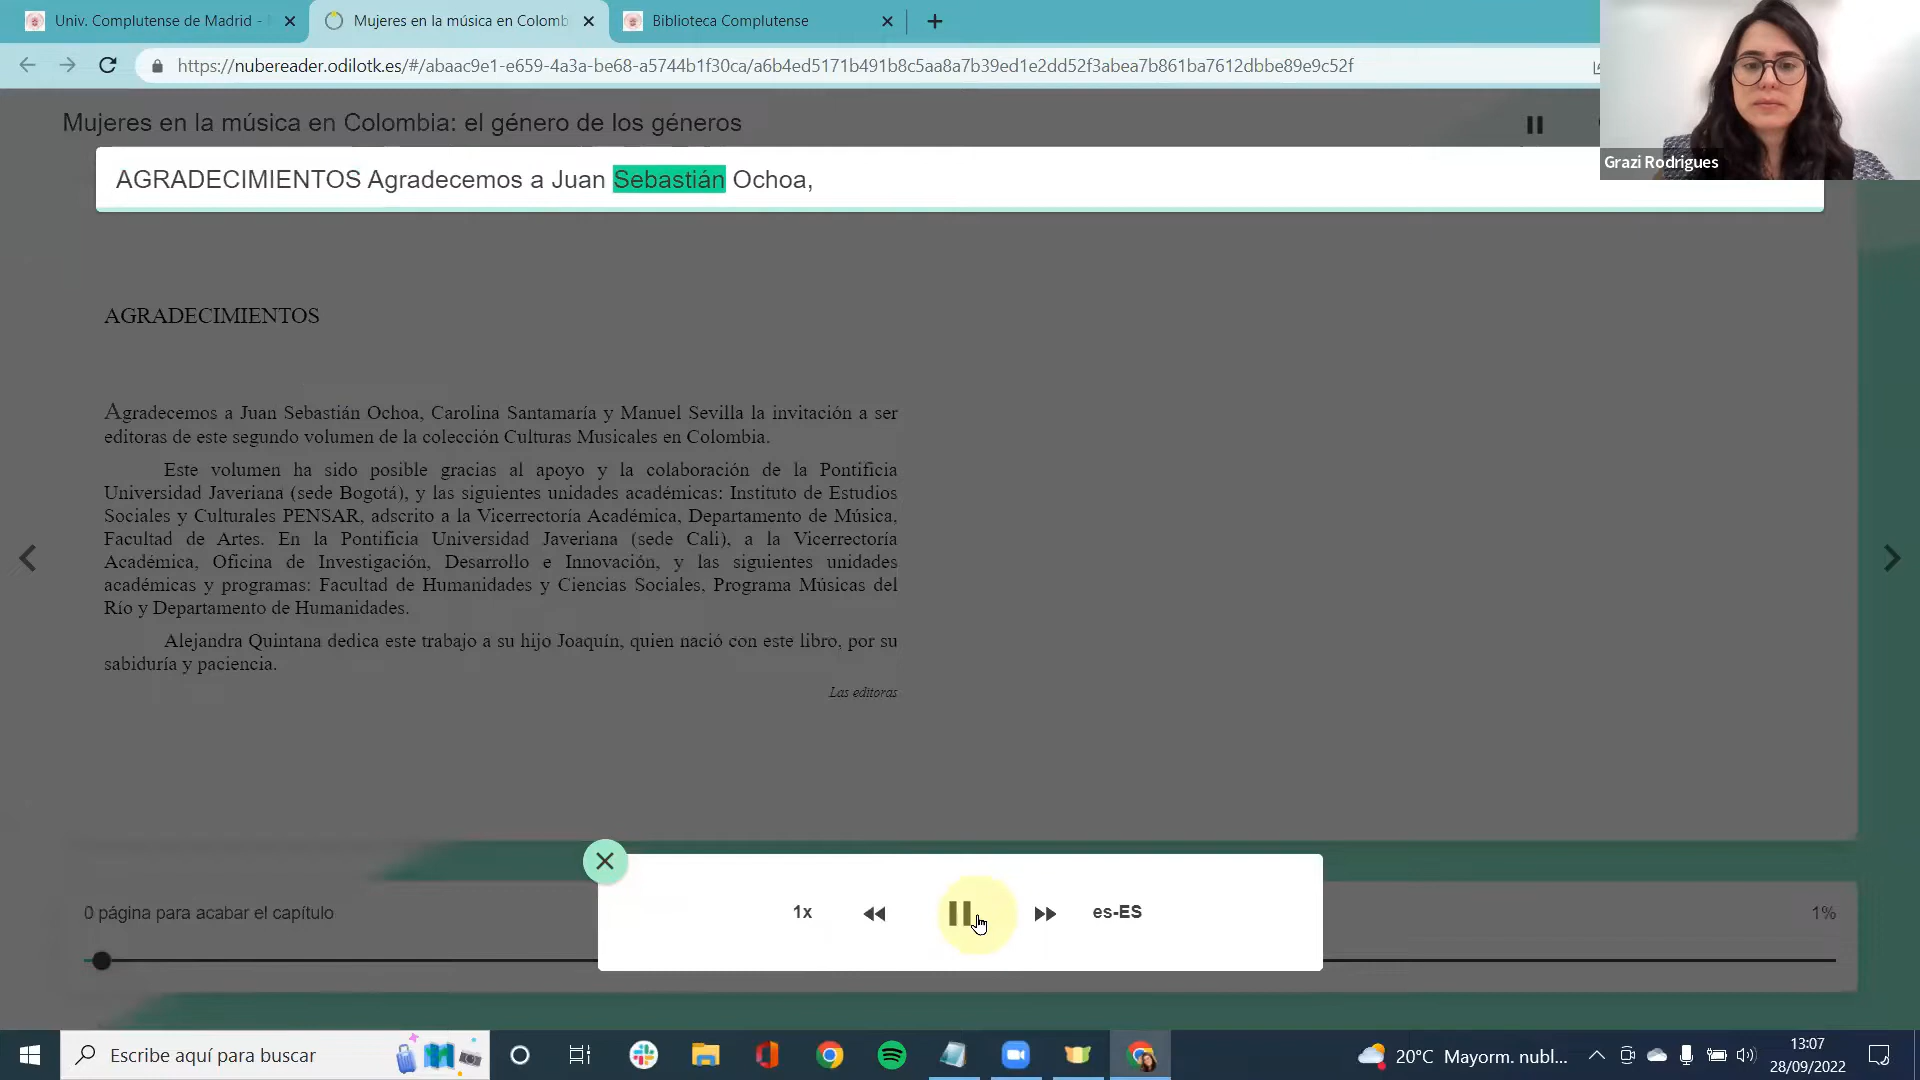 Univ. Complutense de Madrid -
Mujeres en la música en Colomb
Biblioteca Complutense
https://nubereader.odilotk.es/#/abaac9e1-e659-4a3a-be68-a5744b1f30ca/a6b4ed5171b491b8c5aa8a7b39ed1e2dd52f3abea7b861ba7612dbbe89e9c52f
Mujeres en la música en Colombia: el género de los géneros
Grazi Rodrigues
AGRADECIMIENTOS Agradecemos a Juan Sebastián Ochoa,
AGRADECIMIENTOS
Agradecemos a Juan Sebastián Ochoa, Carolina Santamaría y Manuel Sevilla la invitación a ser
editoras de este segundo volumen de la colección Culturas Musicales en Colombia.
Este volumen ha sido posible gracias al apoyo y la colaboración de la Pontificia
Universidad Javeriana (sede Bogotá), y las siguientes unidades académicas: Instituto de Estudios
Sociales y Culturales PENSAR, adscrito a la Vicerrectoría Académica, Departamento de Música,
Facultad de Artes. En la Pontificia Universidad Javeriana (sede Cali), a la Vicerrectoría
Académica, Oficina de Investigación, Desarrollo e Innovación, y las siguientes unidades
académicas y programas: Facultad de Humanidades y Ciencias Sociales, Programa Músicas del
Río y Departamento de Humanidades.
Alejandra Quintana dedica este trabajo a su hijo Joaquín, quien nació con este libro, por su
sabiduría y paciencia.
Las editoras
1x
es-ES
0 página para acabar el capítulo
1%
Escribe aquí para buscar
20°C Mayorm. nubl...
13:07
28/09/2022